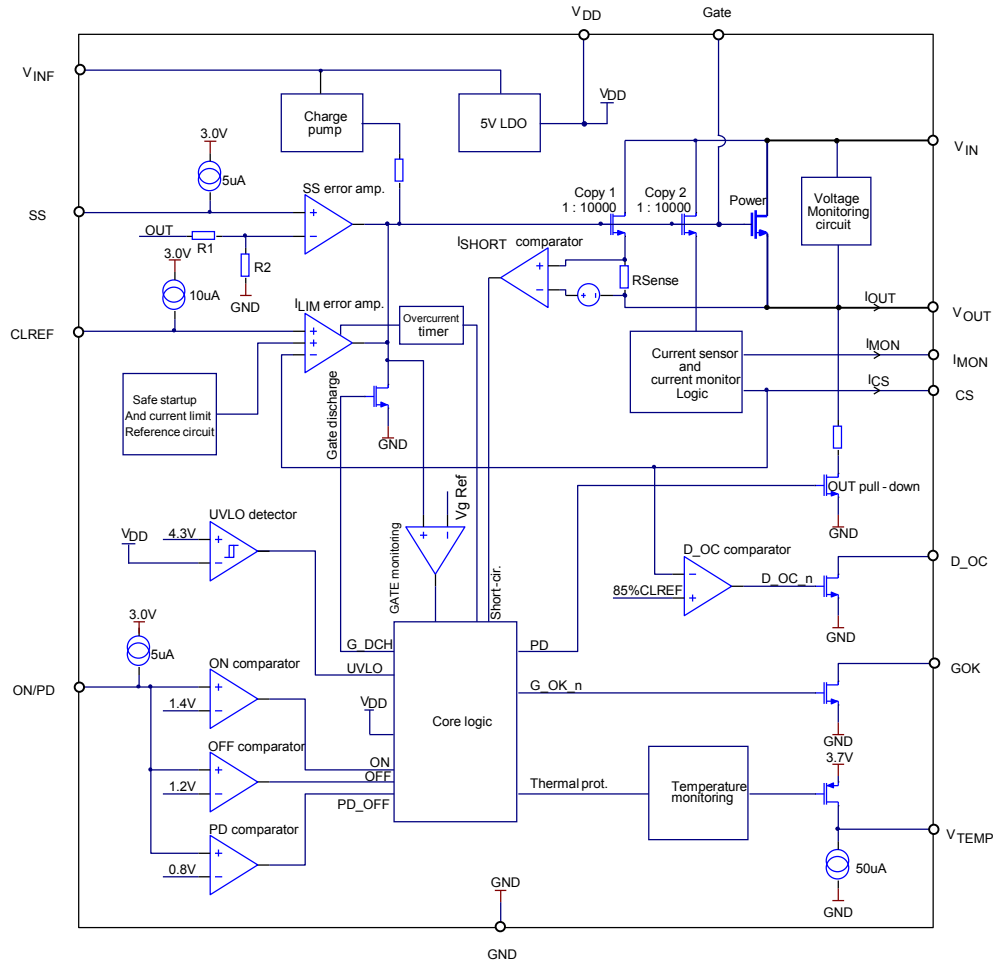 VDD
Gate
VINF
Charge
pump
5V LDO
VDD
3.0V
5uA
SS error amp.
SS
OUT
R1
R2
GND
3.0V
10uA
Copy 1
1 : 10000
Copy 2
1 : 10000
Power
VIN
Voltage
Monitoring
circuit
ISHORT comparator
RSense
IOUT
VOUT
ILIM error amp.
CLREF
Overcurrent
timer
Safe startup
And current limit
Reference circuit
Gate discharge
GND
Current sensor
and
current monitor
Logic
IMON
IMON
ICS
CS
OUT pull - down
GND
UVLO detector
VDD
4.3V
GATE monitoring
Vg Ref
Short-cir.
D_OC comparator
85%CLREF
D_OC_n
D_OC
GND
3.0V
5uA
ON/PD
ON comparator
1.4V
OFF comparator
1.2V
PD comparator
0.8V
G_DCH
UVLO
VDD
Core logic
ON
OFF
PD_OFF
PD
G_OK_n
GOK
GND
Thermal prot.
Temperature
monitoring
3.7V
VTEMP
50uA
GND
GND
GND